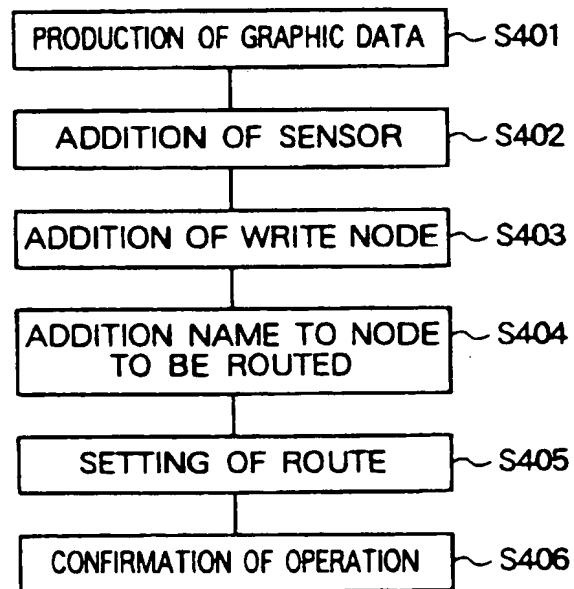 PRODUCTION OF GRAPHIC DATA S401
ADDITION OF SENSOR S402
ADDITION OF WRITE NODE S403
ADDITION NAME TO NODE S404
TO BE ROUTED
SETTING OF ROUTE S405
CONFIRMATION OF OPERATION S406